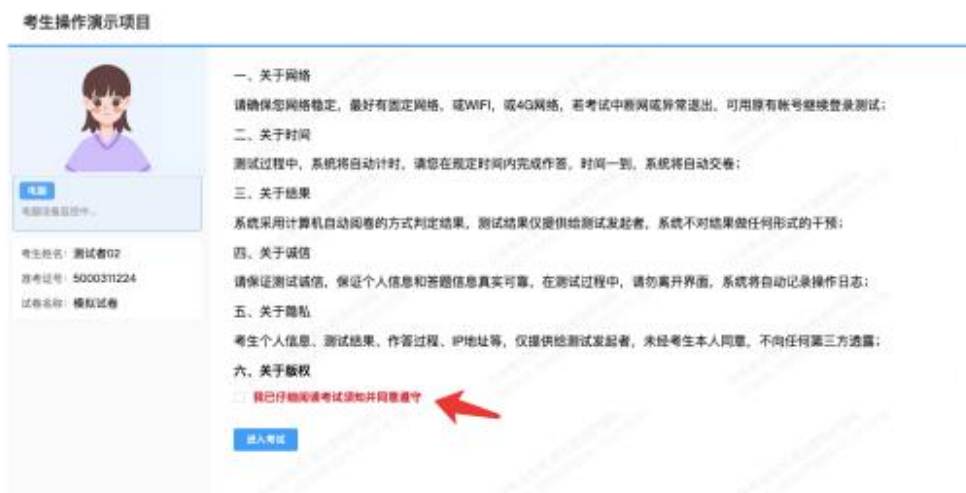 考生操作演示项目
电脑
电脑设备监控中...
考生姓名：测试者02
准考证号：5000311224
试卷名称：模拟试卷
一、关于网络
请确保您网络稳定，最好有固定网络，或WIFI，或4G网络，若考试中断网或异常退出，可用原有帐号继续登录测试；
二、关于时间
测试过程中，系统将自动计时，请您在规定时间内完成作答，时间一到，系统将自动交卷；
三、关于结果
系统采用计算机自动阅卷的方式判定结果，测试结果仅提供给测试发起者，系统不对结果做任何形式的干预；
四、关于诚信
请保证测试诚信，保证个人信息和答题信息真实可靠，在测试过程中，请勿离开界面，系统将自动记录操作日志；
五、关于隐私
考生个人信息、测试结果、作答过程、IP地址等，仅提供给测试发起者，未经考生本人同意，不向任何第三方透露；
六、关于版权
我已仔细阅读考试须知并同意遵守
进入考试